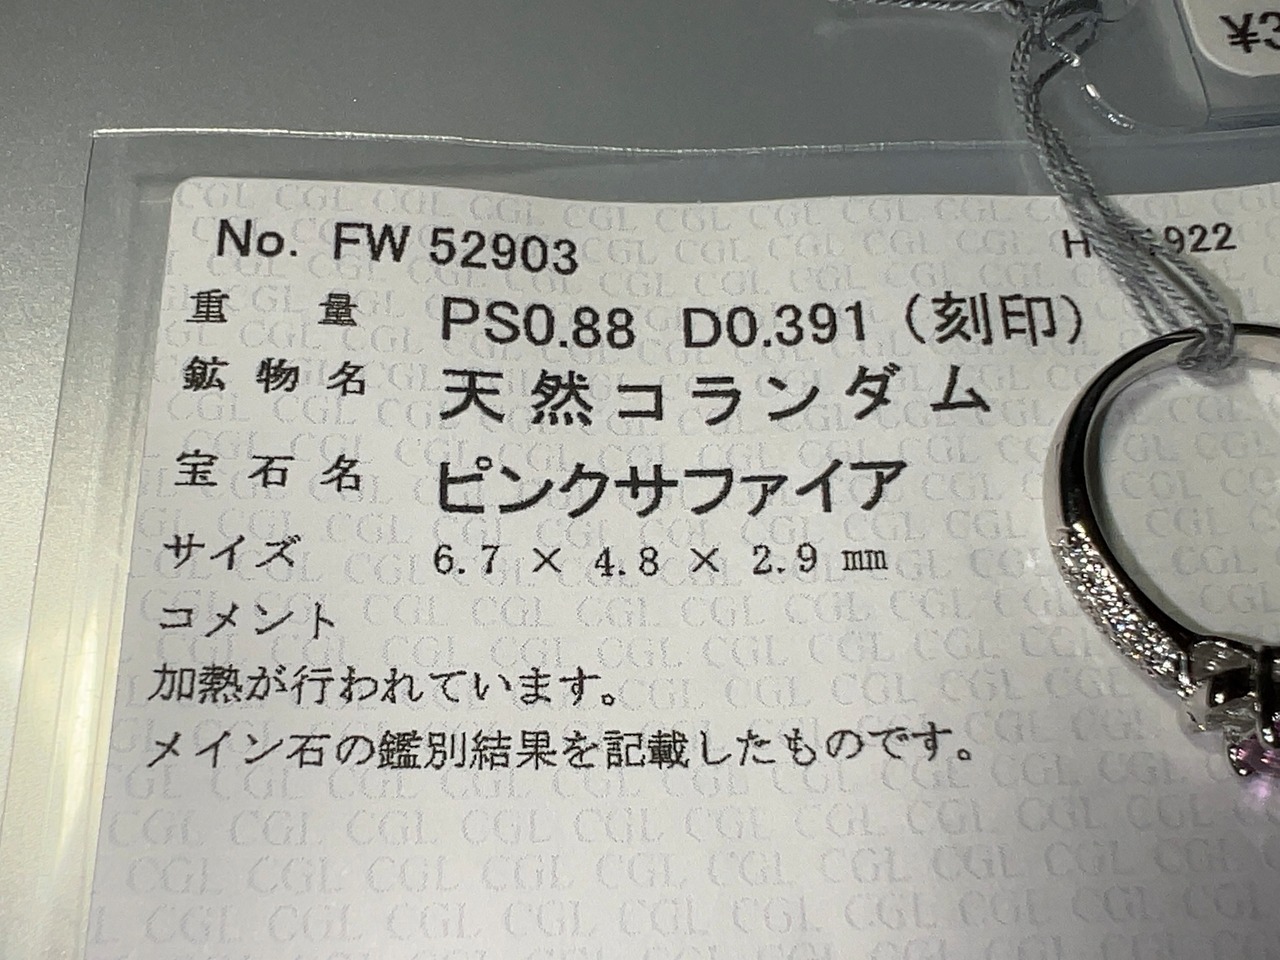 ¥3
No. FW 52903
922
重量 PS0.88 D0.391（刻印）
鉱物名 天然コランダム
宝石名 ピンクサファイア
サイズ 6.7 × 4.8 × 2.9 ㎜
コメント
加熱が行われています。
メイン石の鑑別結果を記載したものです。